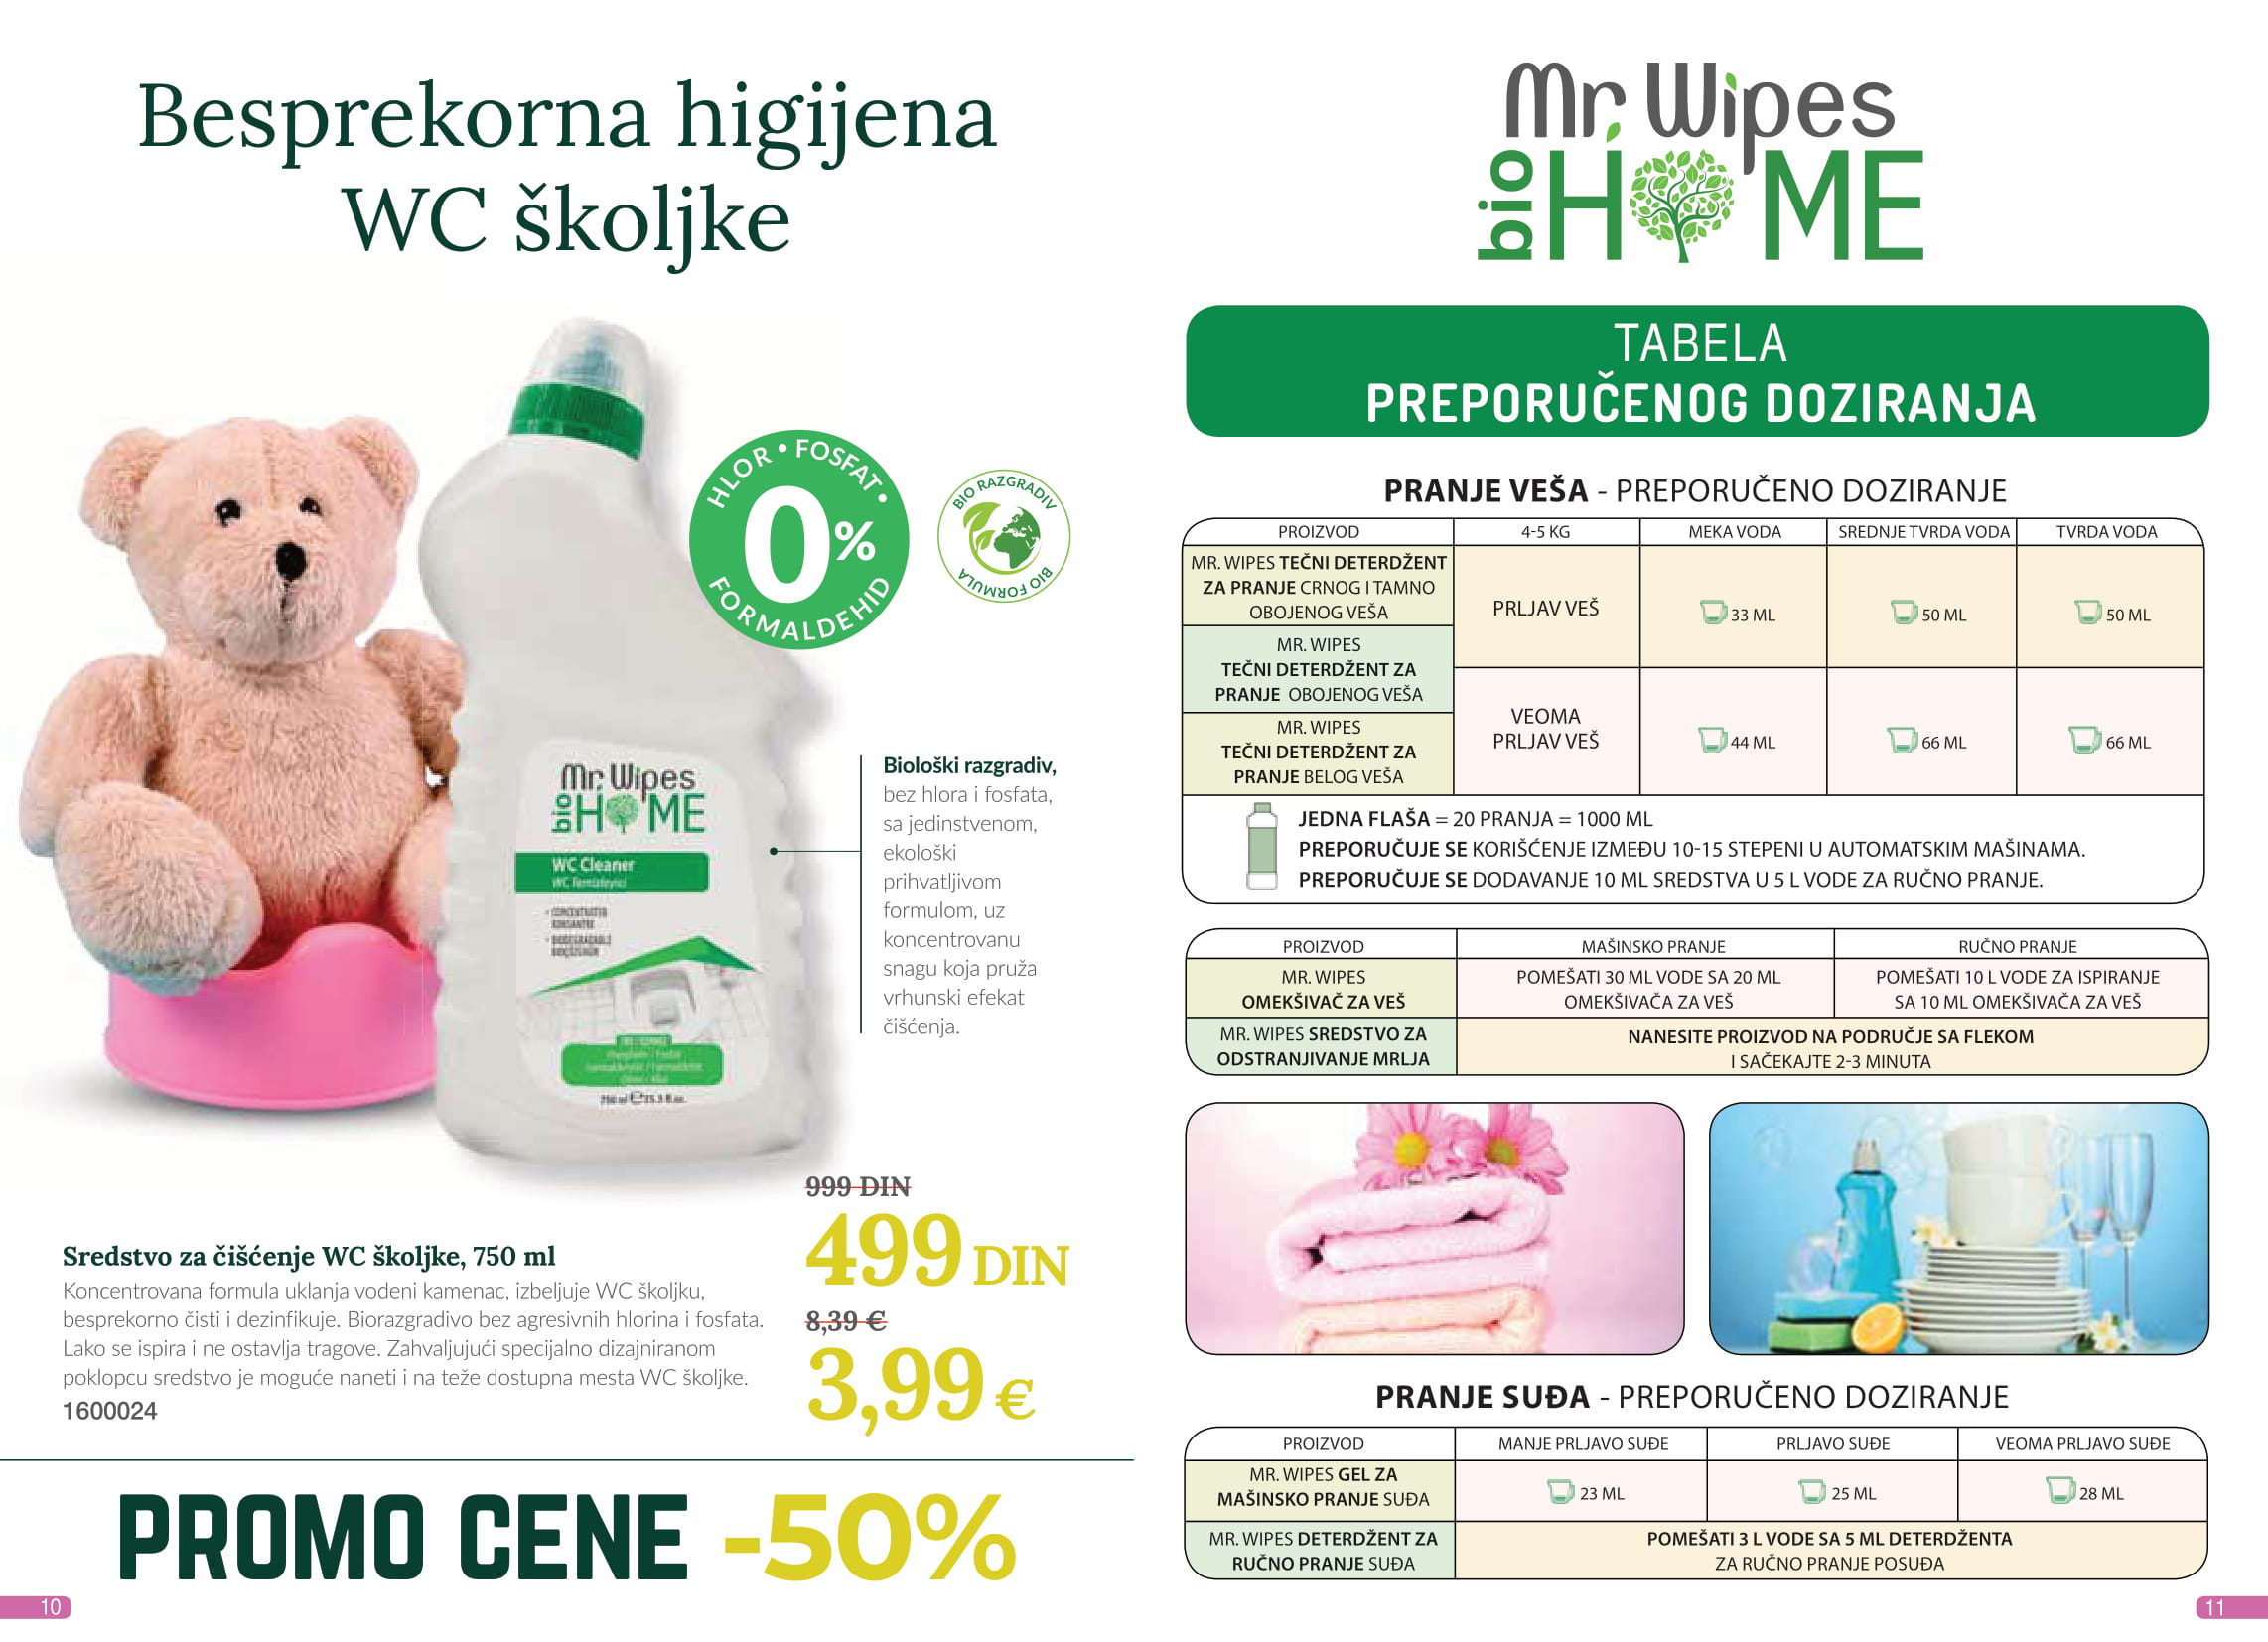 Besprekorna higijena
WC školjke
HLOR • FOSFAT •
0%
FORMALDEHID
BIO RAZGRADIV
BIO FORMULA
Mr. Wipes
bio HOME
WC Cleaner
WC Temizleyici
• CONCENTRATED
KONSANTRE
• BIODEGRADABLE
750 ml e 25.3 fl.oz.
Biološki razgradiv,
bez hlora i fosfata,
sa jedinstvenom,
ekološki
prihvatljivom
formulom, uz
koncentrovanu
snagu koja pruža
vrhunski efekat
čišćenja.
Sredstvo za čišćenje WC školjke, 750 ml
Koncentrovana formula uklanja vodeni kamenac, izbeljuje WC školjku,
besprekorno čisti i dezinfikuje. Biorazgradivo bez agresivnih hlorina i fosfata.
Lako se ispira i ne ostavlja tragove. Zahvaljujući specijalno dizajniranom
poklopcu sredstvo je moguće naneti i na teže dostupna mesta WC školjke.
1600024
999 DIN
499 DIN
8,39 €
3,99 €
PROMO CENE -50%
10
Mr. Wipes
bio HOME
TABELA
PREPORUČENOG DOZIRANJA
PRANJE VEŠA - PREPORUČENO DOZIRANJE
PROIZVOD 4-5 KG MEKA VODA SREDNJE TVRDA VODA TVRDA VODA
MR. WIPES TEČNI DETERDŽENT
ZA PRANJE CRNOG I TAMNO
OBOJENOG VEŠA
MR. WIPES
TEČNI DETERDŽENT ZA
PRANJE OBOJENOG VEŠA
MR. WIPES
TEČNI DETERDŽENT ZA
PRANJE BELOG VEŠA
PRLJAV VEŠ 33 ML 50 ML 50 ML
VEOMA
PRLJAV VEŠ 44 ML 66 ML 66 ML
JEDNA FLAŠA = 20 PRANJA = 1000 ML
PREPORUČUJE SE KORIŠĆENJE IZMEĐU 10-15 STEPENI U AUTOMATSKIM MAŠINAMA.
PREPORUČUJE SE DODAVANJE 10 ML SREDSTVA U 5 L VODE ZA RUČNO PRANJE.
PROIZVOD MAŠINSKO PRANJE RUČNO PRANJE
MR. WIPES
OMEKŠIVAČ ZA VEŠ
POMEŠATI 30 ML VODE SA 20 ML
OMEKŠIVAČA ZA VEŠ
POMEŠATI 10 L VODE ZA ISPIRANJE
SA 10 ML OMEKŠIVAČA ZA VEŠ
MR. WIPES SREDSTVO ZA
ODSTRANJIVANJE MRLJA
NANESITE PROIZVOD NA PODRUČJE SA FLEKOM
I SAČEKAJTE 2-3 MINUTA
PRANJE SUĐA - PREPORUČENO DOZIRANJE
PROIZVOD MANJE PRLJAVO SUĐE PRLJAVO SUĐE VEOMA PRLJAVO SUĐE
MR. WIPES GEL ZA
MAŠINSKO PRANJE SUĐA
23 ML 25 ML 28 ML
MR. WIPES DETERDŽENT ZA
RUČNO PRANJE SUĐA
POMEŠATI 3 L VODE SA 5 ML DETERDŽENTA
ZA RUČNO PRANJE POSUĐA
11